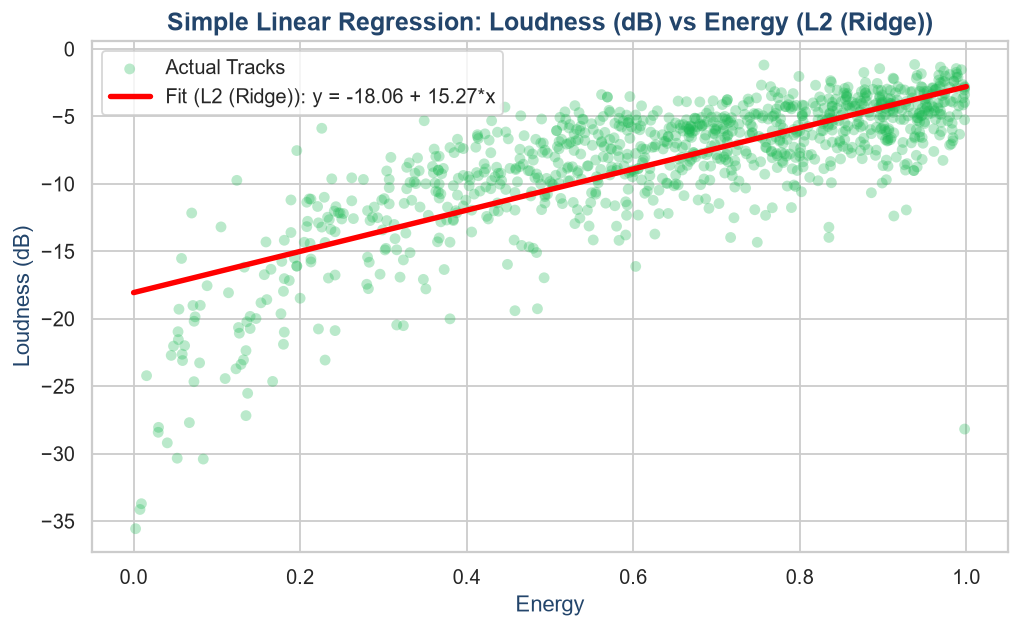 Simple Linear Regression: Loudness (dB) vs Energy (L2 (Ridge))
Actual Tracks
Fit (L2 (Ridge)): y = -18.06 + 15.27*x
Loudness (dB)
0
−5
−10
−15
−20
−25
−30
−35
0.0
0.2
0.4
0.6
0.8
1.0
Energy